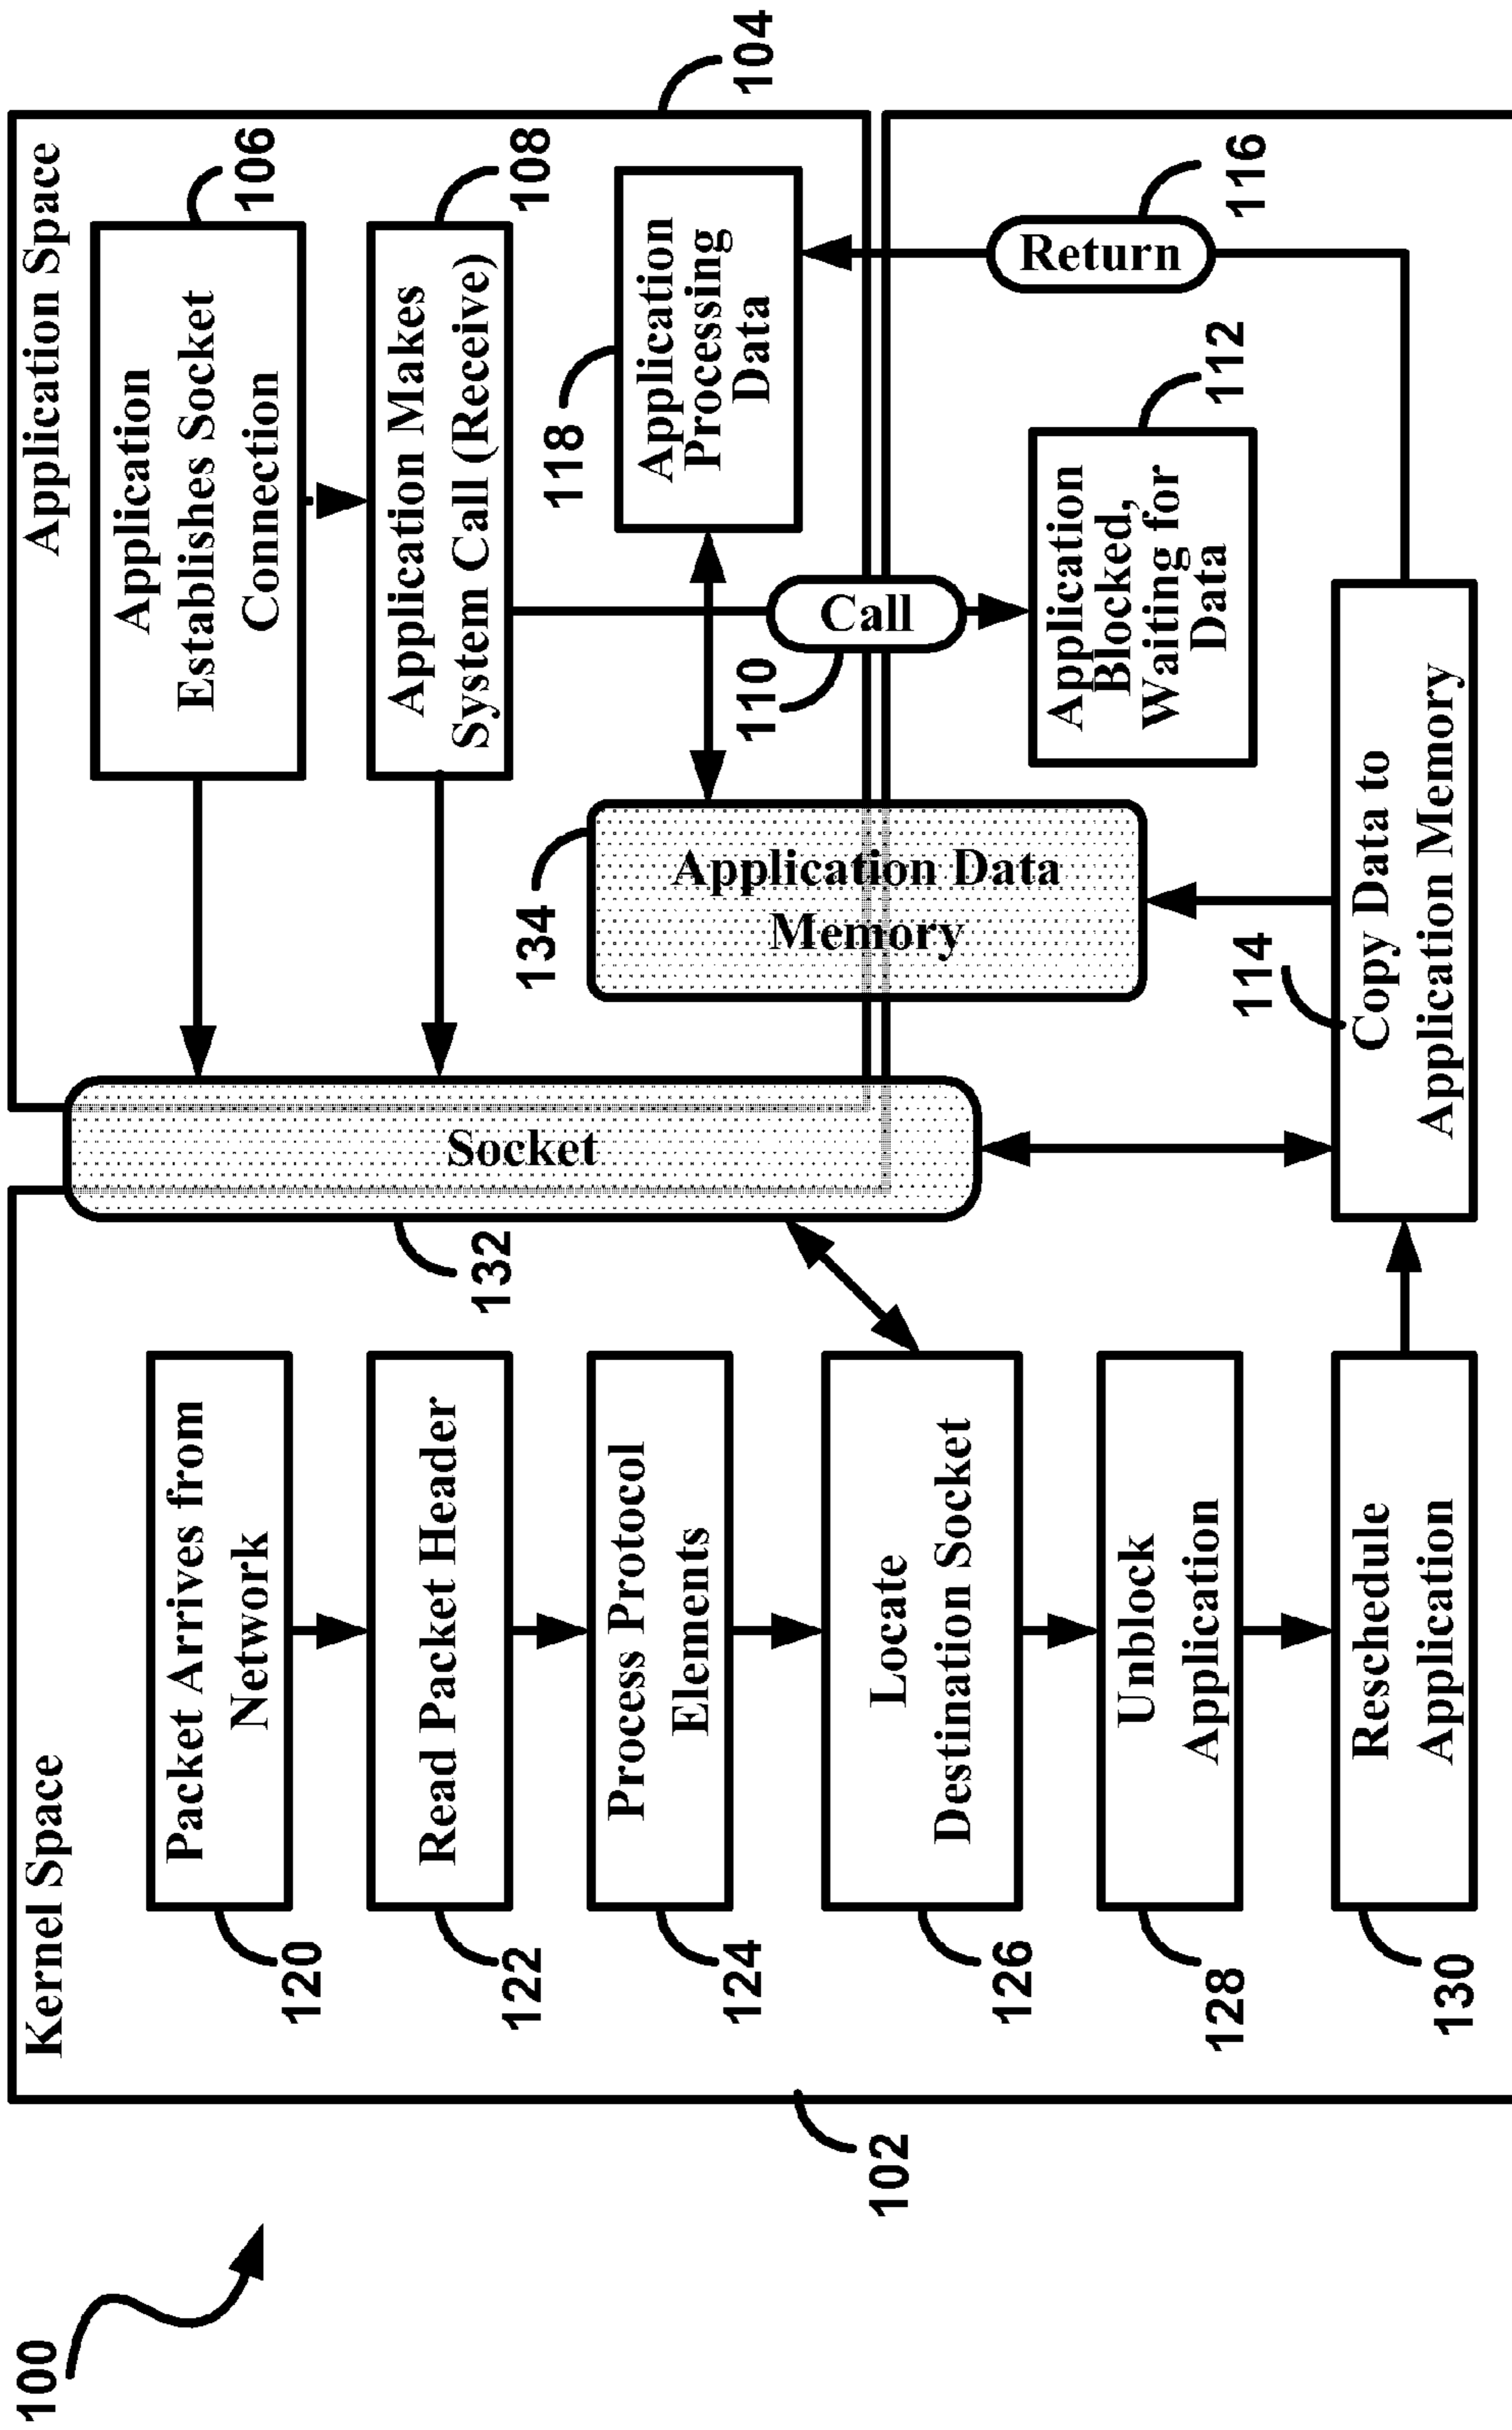 100
Kernel Space
102
120
Packet Arrives from
Network
122
Read Packet Header
124
Process Protocol
Elements
126
Locate
Destination Socket
128
Unblock
Application
130
Reschedule
Application
132
Socket
Application Space
104
Application
Establishes Socket
Connection
106
Application Makes
System Call (Receive)
108
118
Application
Processing
Data
110
Call
134
Application Data
Memory
Return
116
Application
Blocked,
Waiting for
Data
112
114
Copy Data to
Application Memory